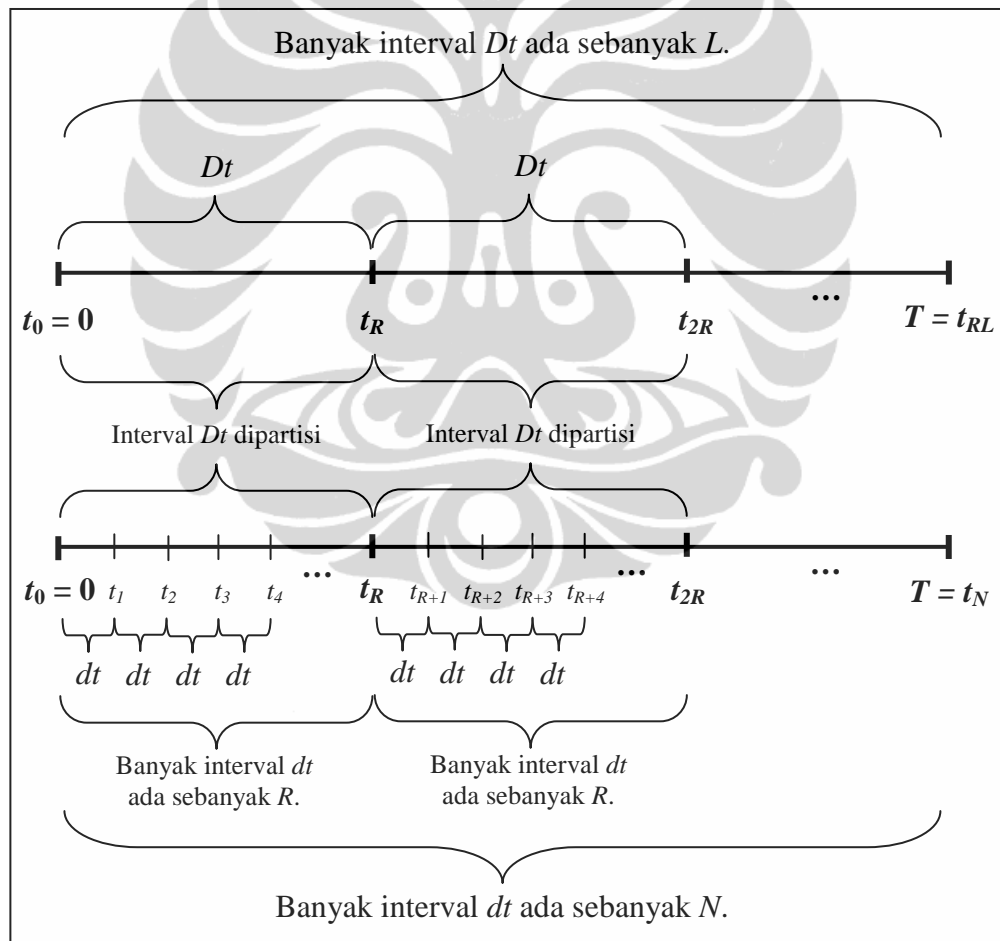 Banyak interval Dt ada sebanyak L.
Dt Dt
...
t0 = 0 tR t2R T = tRL
Interval Dt dipartisi Interval Dt dipartisi
... ... ...
t0 = 0 t1 t2 t3 t4 tR tR+1 tR+2 tR+3 tR+4 t2R T = tN
dt dt dt dt dt dt dt dt
Banyak interval dt Banyak interval dt
ada sebanyak R. ada sebanyak R.
Banyak interval dt ada sebanyak N.